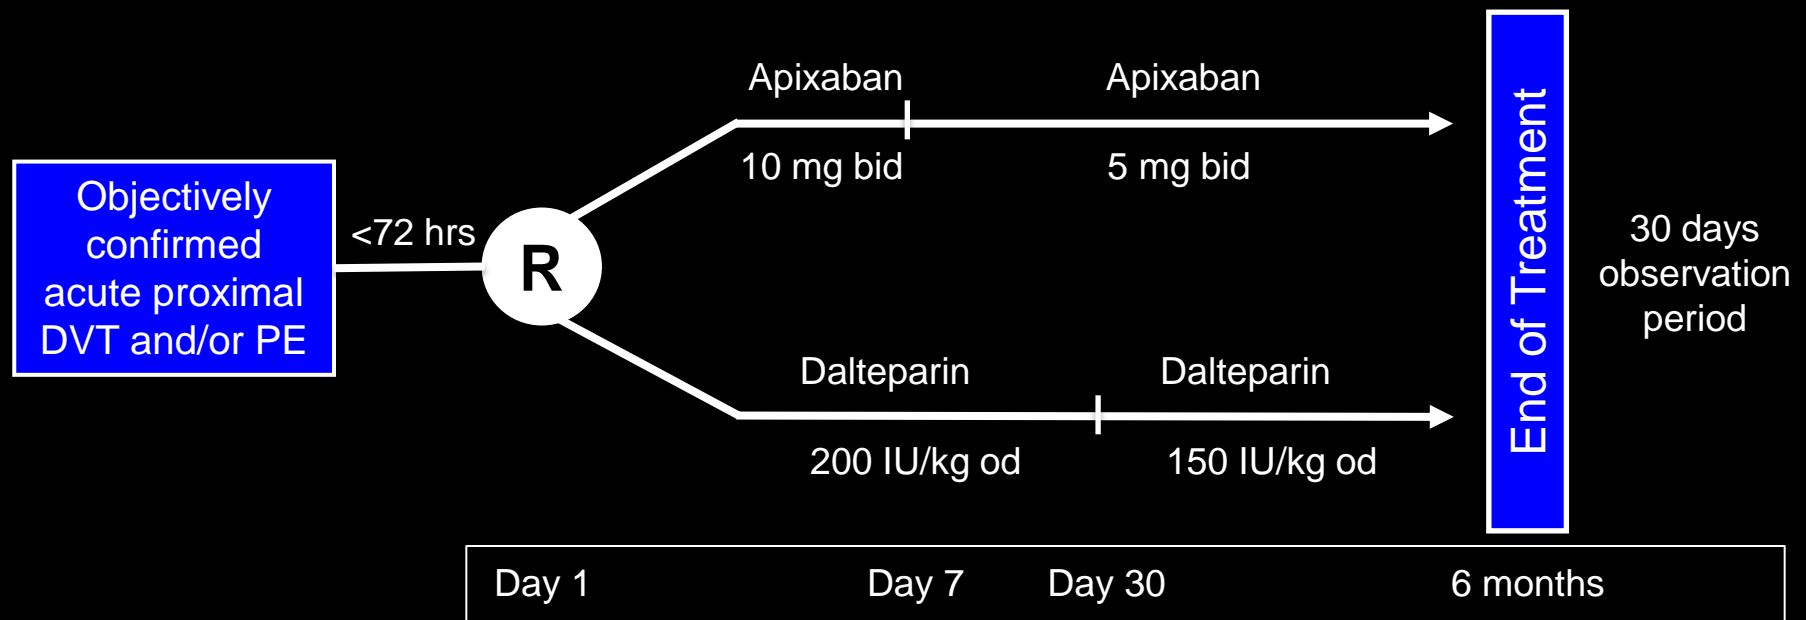 Objectively
confirmed
acute proximal
DVT and/or PE
<72 hrs
R
Apixaban
10 mg bid
Apixaban
5 mg bid
Dalteparin
200 IU/kg od
Dalteparin
150 IU/kg od
End of Treatment
30 days
observation
period
Day 1
Day 7
Day 30
6 months